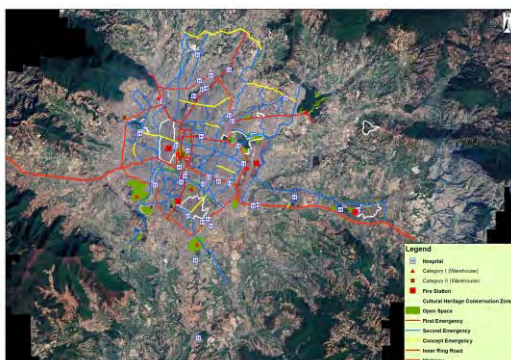 Legend
Hospital
Category I (Warehouse)
Category II (Warehouse)
Fire Station
Cultural Heritage Conservation Zone
Open Space
First Emergency
Second Emergency
Concept Emergency
Inner Ring Road